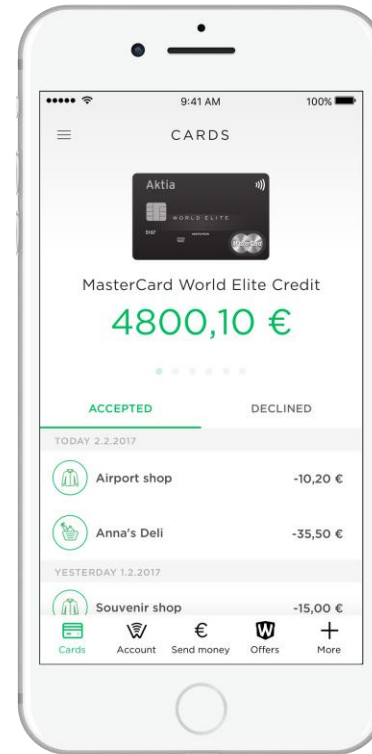 9:41 AM 100%
CARDS
Aktia
WORLD ELITE
MasterCard
MasterCard World Elite Credit
4800,10 €
ACCEPTED DECLINED
TODAY 2.2.2017
Airport shop -10,20 €
Anna's Deli -35,50 €
YESTERDAY 1.2.2017
Souvenir shop -15,00 €
€ W
Cards Account Send money Offers More